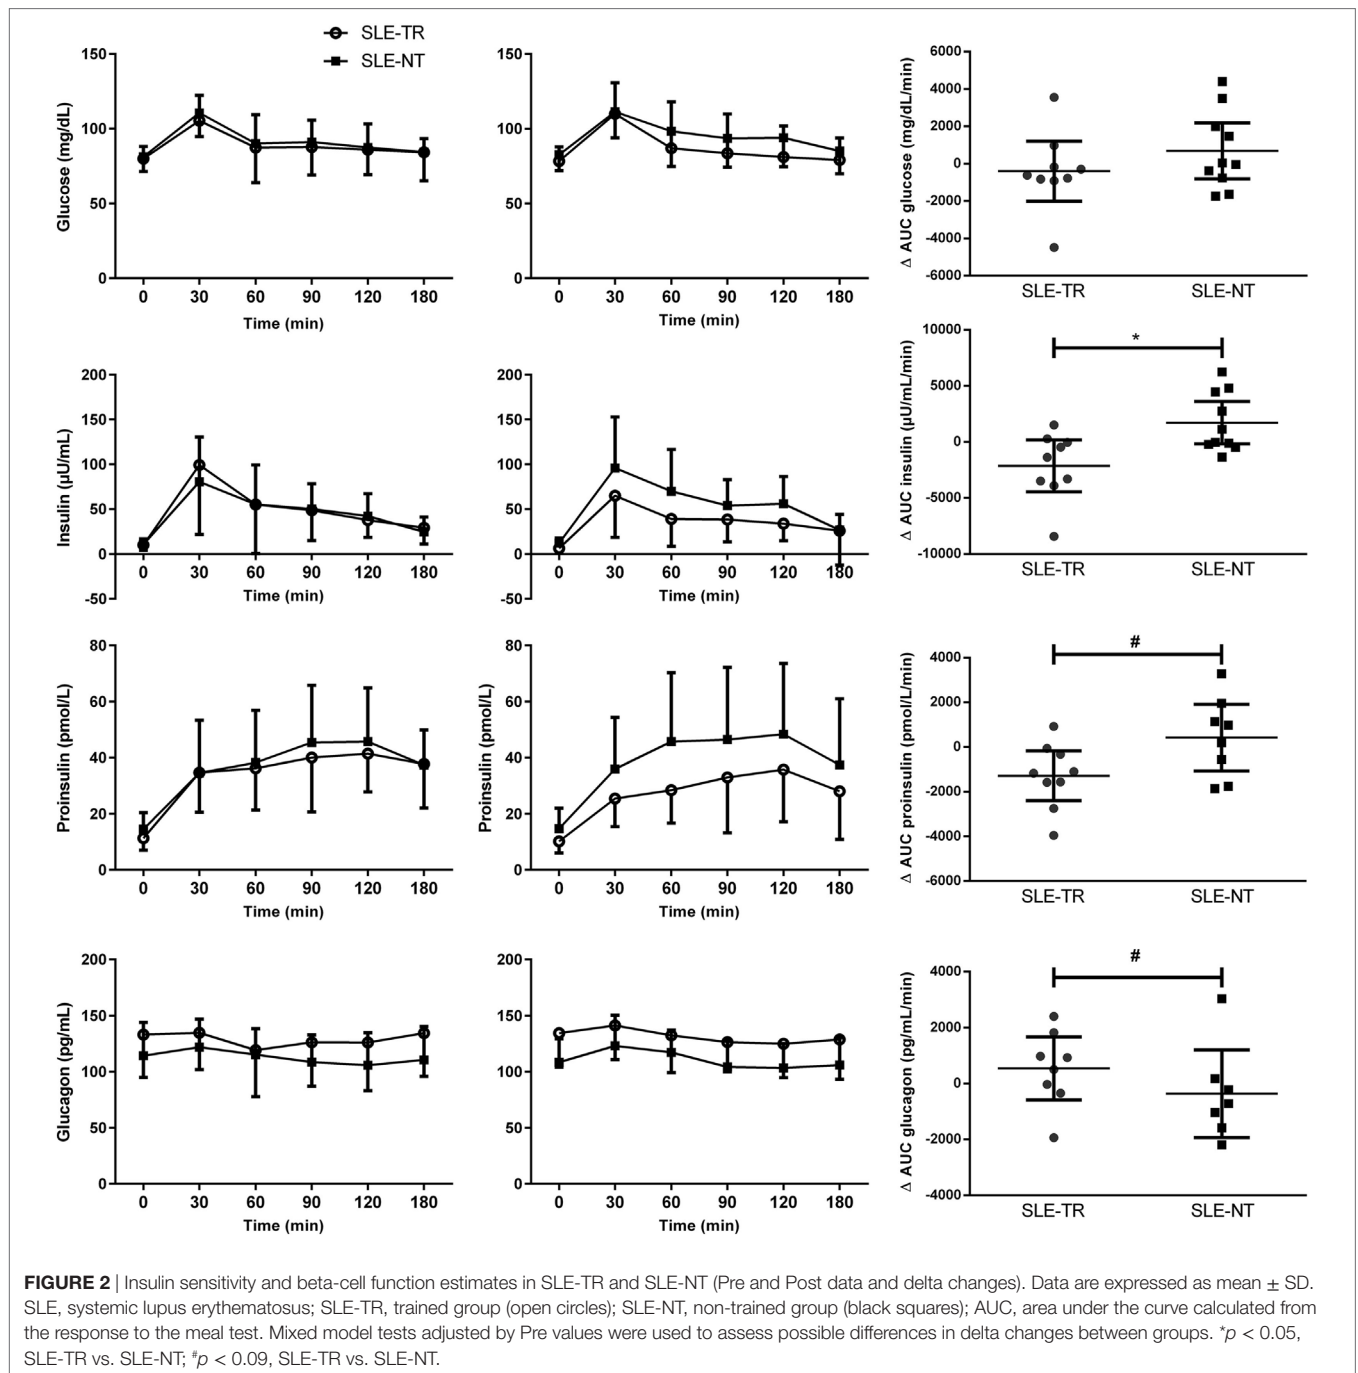 SLE-TR
SLE-NT
150
100
50
0
Glucose (mg/dL)
0 30 60 90 120 180
Time (min)
150
100
50
0
0 30 60 90 120 180
Time (min)
6000
4000
2000
0
-2000
-4000
-6000
Δ AUC glucose (mg/dL/min)
SLE-TR SLE-NT
200
150
100
50
0
-50
Insulin (µU/mL)
0 30 60 90 120 180
Time (min)
200
150
100
50
0
-50
0 30 60 90 120 180
Time (min)
10000
5000
0
-5000
-10000
Δ AUC insulin (µU/mL/min)
*
SLE-TR SLE-NT
80
60
40
20
0
Proinsulin (pmol/L)
0 30 60 90 120 180
Time (min)
80
60
40
20
0
Proinsulin (pmol/L)
0 30 60 90 120 180
Time (min)
4000
2000
0
-2000
-4000
-6000
Δ AUC proinsulin (pmol/L/min)
#
SLE-TR SLE-NT
200
150
100
50
0
Glucagon (pg/mL)
0 30 60 90 120 180
Time (min)
200
150
100
50
0
0 30 60 90 120 180
Time (min)
4000
2000
0
-2000
-4000
Δ AUC glucagon (pg/mL/min)
#
SLE-TR SLE-NT
FIGURE 2 | Insulin sensitivity and beta-cell function estimates in SLE-TR and SLE-NT (Pre and Post data and delta changes). Data are expressed as mean ± SD.
SLE, systemic lupus erythematosus; SLE-TR, trained group (open circles); SLE-NT, non-trained group (black squares); AUC, area under the curve calculated from
the response to the meal test. Mixed model tests adjusted by Pre values were used to assess possible differences in delta changes between groups. *p < 0.05,
SLE-TR vs. SLE-NT; #p < 0.09, SLE-TR vs. SLE-NT.